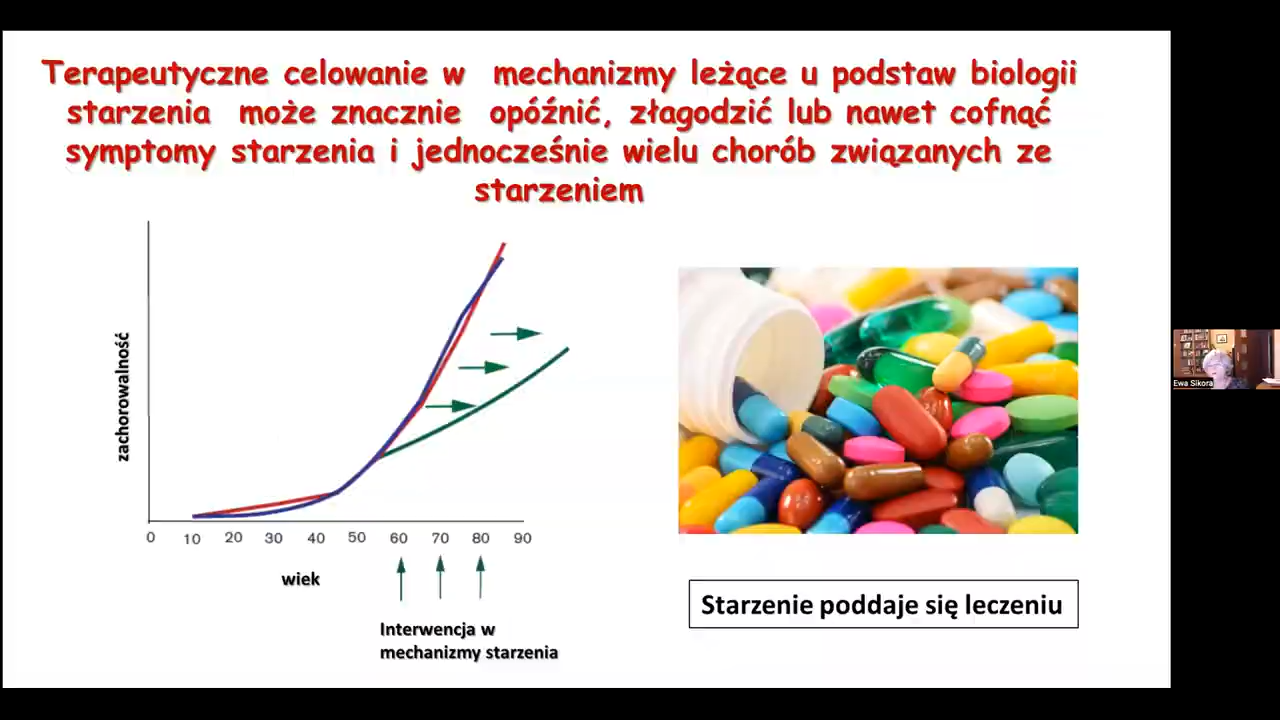 Terapeutyczne celowanie w mechanizmy leżące u podstaw biologii
starzenia może znacznie opóźnić, złagodzić lub nawet cofnąć
symptomy starzenia i jednocześnie wielu chorób związanych ze
starzeniem
zachorowalność
0 10 20 30 40 50 60 70 80 90
wiek
Interwencja w
mechanizmy starzenia
Starzenie poddaje się leczeniu
Ewa Sikora